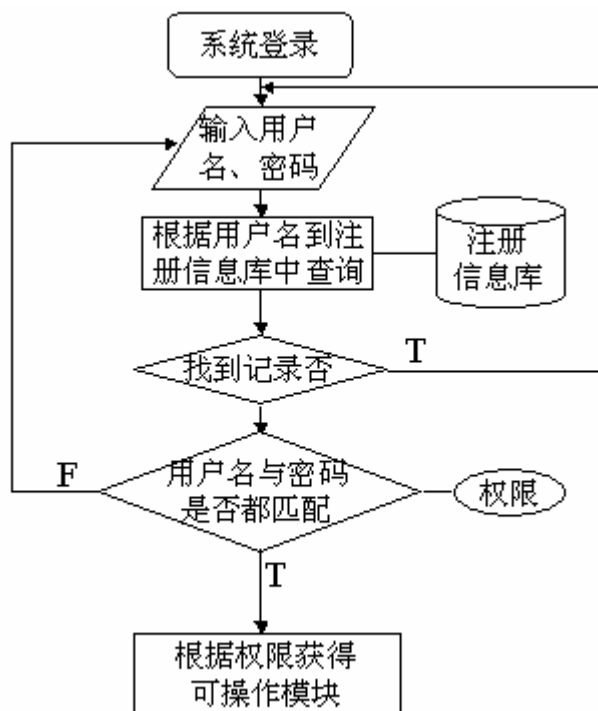 系统登录
输入用户
名、密码
根据用户名到注
册信息库中查询
注册
信息库
找到记录否
T
用户名与密码
是否都匹配
F
权限
T
根据权限获得
可操作模块